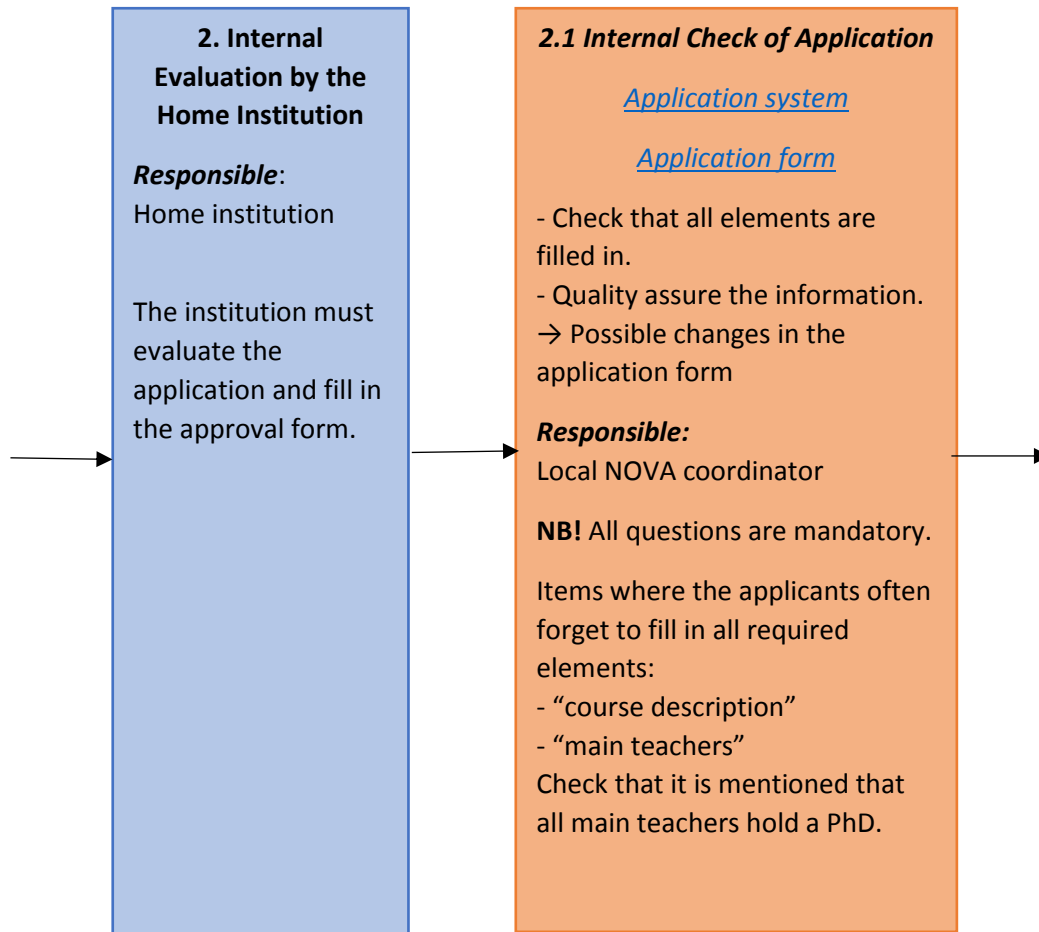 2. Internal
Evaluation by the
Home Institution
Responsible:
Home institution
The institution must
evaluate the
application and fill in
the approval form.
2.1 Internal Check of Application
Application system
Application form
- Check that all elements are
filled in.
- Quality assure the information.
→ Possible changes in the
application form
Responsible:
Local NOVA coordinator
NB! All questions are mandatory.
Items where the applicants often
forget to fill in all required
elements:
- “course description”
- “main teachers”
Check that it is mentioned that
all main teachers hold a PhD.